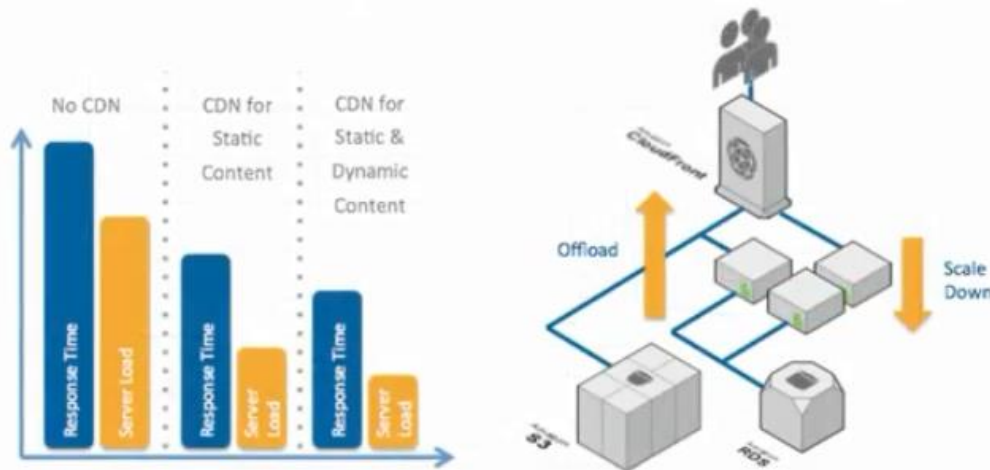 No CDN
CDN for
Static
Content
CDN for
Static &
Dynamic
Content
Response Time
Server Load
Response Time
Server
Load
Response Time
Server
Load
CloudFront
Offload
Scale
Down
S3
RDS